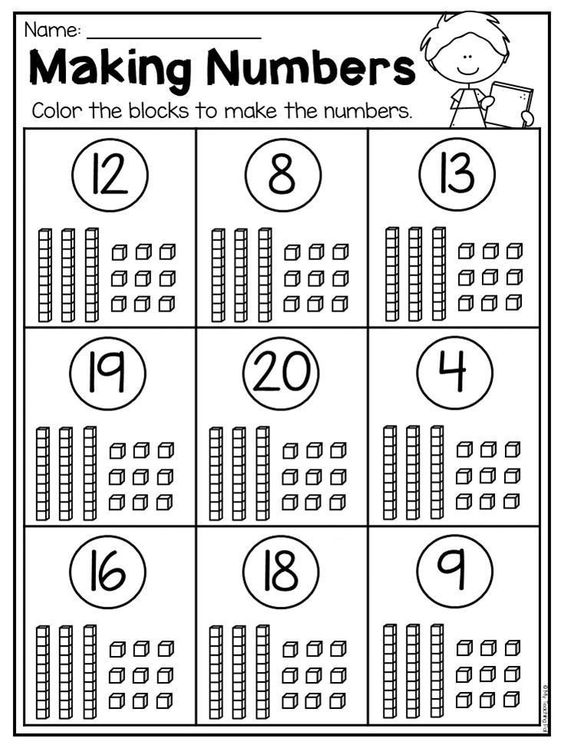 Name: _______________
Making Numbers
Color the blocks to make the numbers.
12 8 13
19 20 4
16 18 9